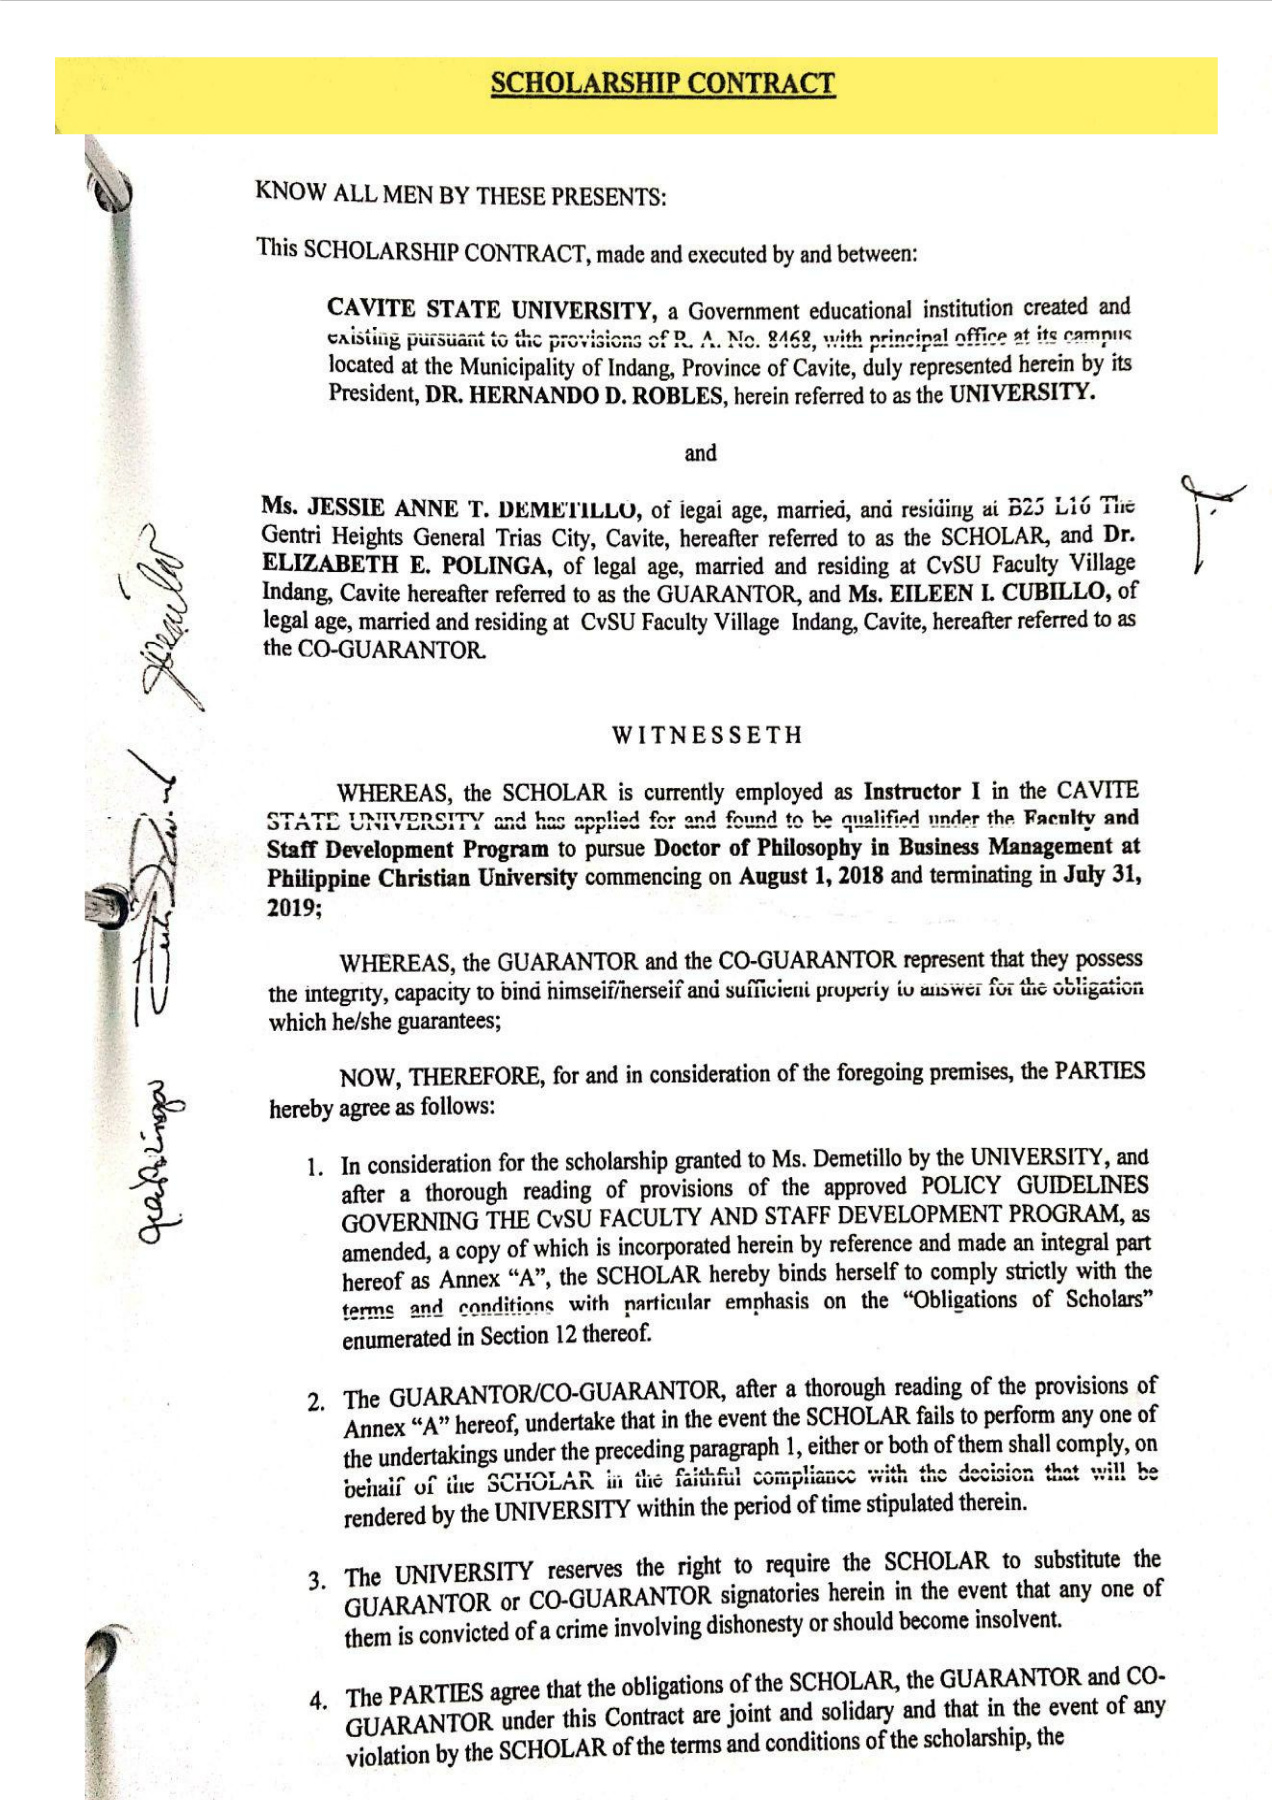 SCHOLARSHIP CONTRACT
KNOW ALL MEN BY THESE PRESENTS:
This SCHOLARSHIP CONTRACT, made and executed by and between:
CAVITE STATE UNIVERSITY, a Government educational institution created and
existing pursuant to the provisions of R. A. No. 8468, with principal office at its campus
located at the Municipality of Indang, Province of Cavite, duly represented herein by its
President, DR. HERNANDO D. ROBLES, herein referred to as the UNIVERSITY.
and
Ms. JESSIE ANNE T. DEMETILLO, of legal age, married, and residing at B25 L16 The
Gentri Heights General Trias City, Cavite, hereafter referred to as the SCHOLAR, and Dr.
ELIZABETH E. POLINGA, of legal age, married and residing at CvSU Faculty Village
Indang, Cavite hereafter referred to as the GUARANTOR, and Ms. EILEEN I. CUBILLO, of
legal age, married and residing at CvSU Faculty Village Indang, Cavite, hereafter referred to as
the CO-GUARANTOR.
WITNESSETH
WHEREAS, the SCHOLAR is currently employed as Instructor I in the CAVITE
STATE UNIVERSITY and has applied for and found to be qualified under the Faculty and
Staff Development Program to pursue Doctor of Philosophy in Business Management at
Philippine Christian University commencing on August 1, 2018 and terminating in July 31,
2019;
WHEREAS, the GUARANTOR and the CO-GUARANTOR represent that they possess
the integrity, capacity to bind himself/herself and sufficient property to answer for the obligation
which he/she guarantees;
NOW, THEREFORE, for and in consideration of the foregoing premises, the PARTIES
hereby agree as follows:
1. In consideration for the scholarship granted to Ms. Demetillo by the UNIVERSITY, and
after a thorough reading of provisions of the approved POLICY GUIDELINES
GOVERNING THE CvSU FACULTY AND STAFF DEVELOPMENT PROGRAM, as
amended, a copy of which is incorporated herein by reference and made an integral part
hereof as Annex “A”, the SCHOLAR hereby binds herself to comply strictly with the
terms and conditions with particular emphasis on the “Obligations of Scholars”
enumerated in Section 12 thereof.
2. The GUARANTOR/CO-GUARANTOR, after a thorough reading of the provisions of
Annex “A” hereof, undertake that in the event the SCHOLAR fails to perform any one of
the undertakings under the preceding paragraph 1, either or both of them shall comply, on
behalf of the SCHOLAR in the faithful compliance with the decision that will be
rendered by the UNIVERSITY within the period of time stipulated therein.
3. The UNIVERSITY reserves the right to require the SCHOLAR to substitute the
GUARANTOR or CO-GUARANTOR signatories herein in the event that any one of
them is convicted of a crime involving dishonesty or should become insolvent.
4. The PARTIES agree that the obligations of the SCHOLAR, the GUARANTOR and CO-
GUARANTOR under this Contract are joint and solidary and that in the event of any
violation by the SCHOLAR of the terms and conditions of the scholarship, the